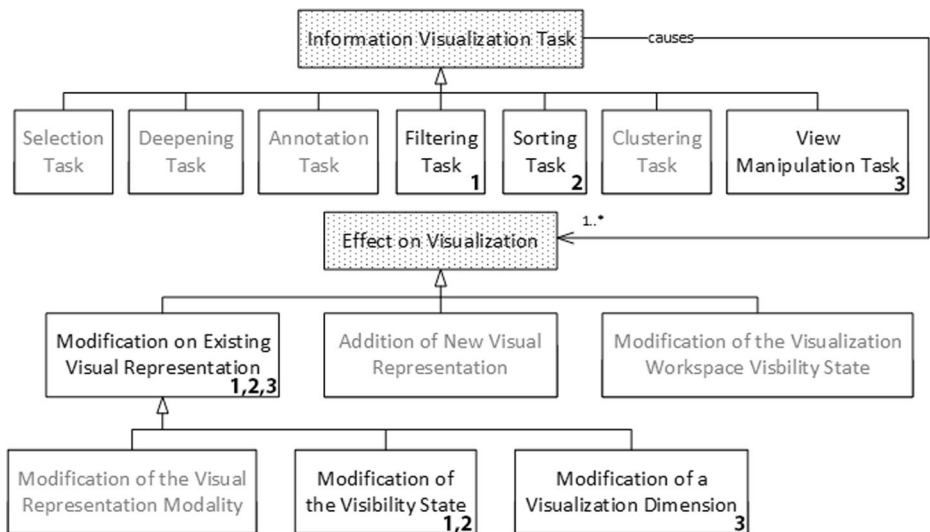 Information Visualization Task
causes
Selection
Task
Deepening
Task
Annotation
Task
Filtering
Task
1
Sorting
Task
2
Clustering
Task
View
Manipulation Task
3
1..*
Effect on Visualization
Modification on Existing
Visual Representation
1,2,3
Addition of New Visual
Representation
Modification of the Visualization
Workspace Visbility State
Modification of the Visual
Representation Modality
Modification of
the Visibility State
1,2
Modification of a
Visualization Dimension
3